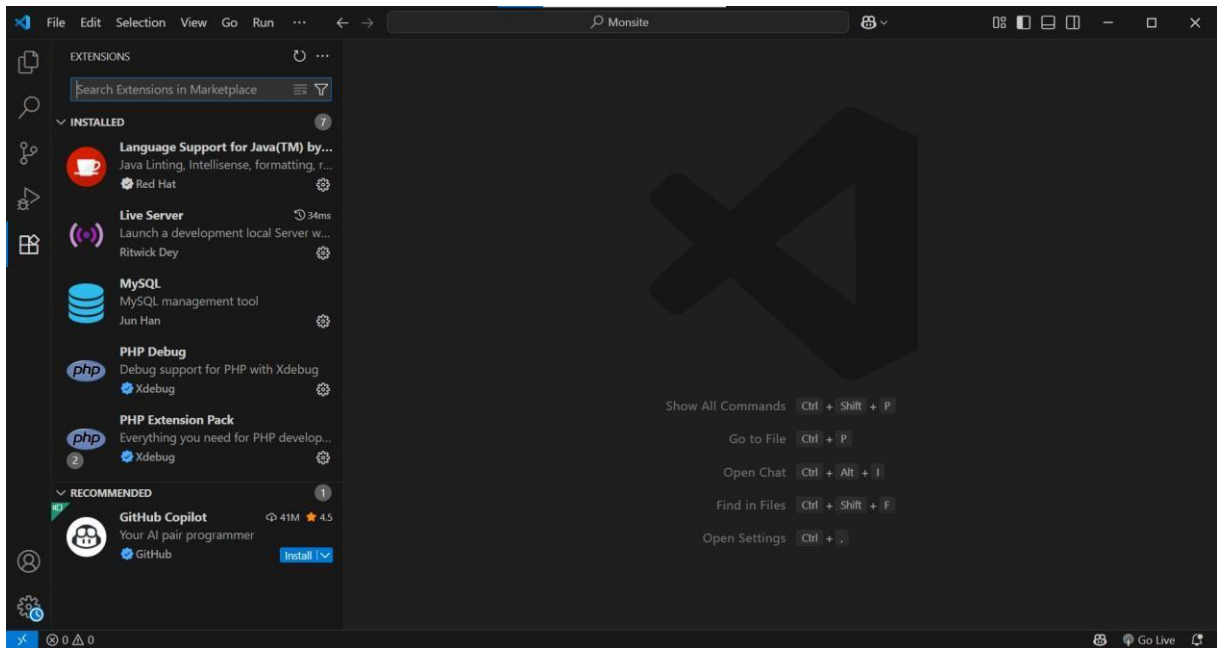 File Edit Selection View Go Run ··· Monsite
EXTENSIONS
Search Extensions in Marketplace
INSTALLED 7
Language Support for Java(TM) by...
Java Linting, Intellisense, formatting, r...
Red Hat
Live Server 34ms
Launch a development local Server w...
Ritwick Dey
MySQL
MySQL management tool
Jun Han
php
PHP Debug
Debug support for PHP with Xdebug
Xdebug
php
PHP Extension Pack
Everything you need for PHP develop...
2 Xdebug
RECOMMENDED 1
GitHub Copilot 41M 4.5
Your AI pair programmer
GitHub Install
Show All Commands Ctrl + Shift + P
Go to File Ctrl + P
Open Chat Ctrl + Alt + I
Find in Files Ctrl + Shift + F
Open Settings Ctrl + ,
0 0 Go Live